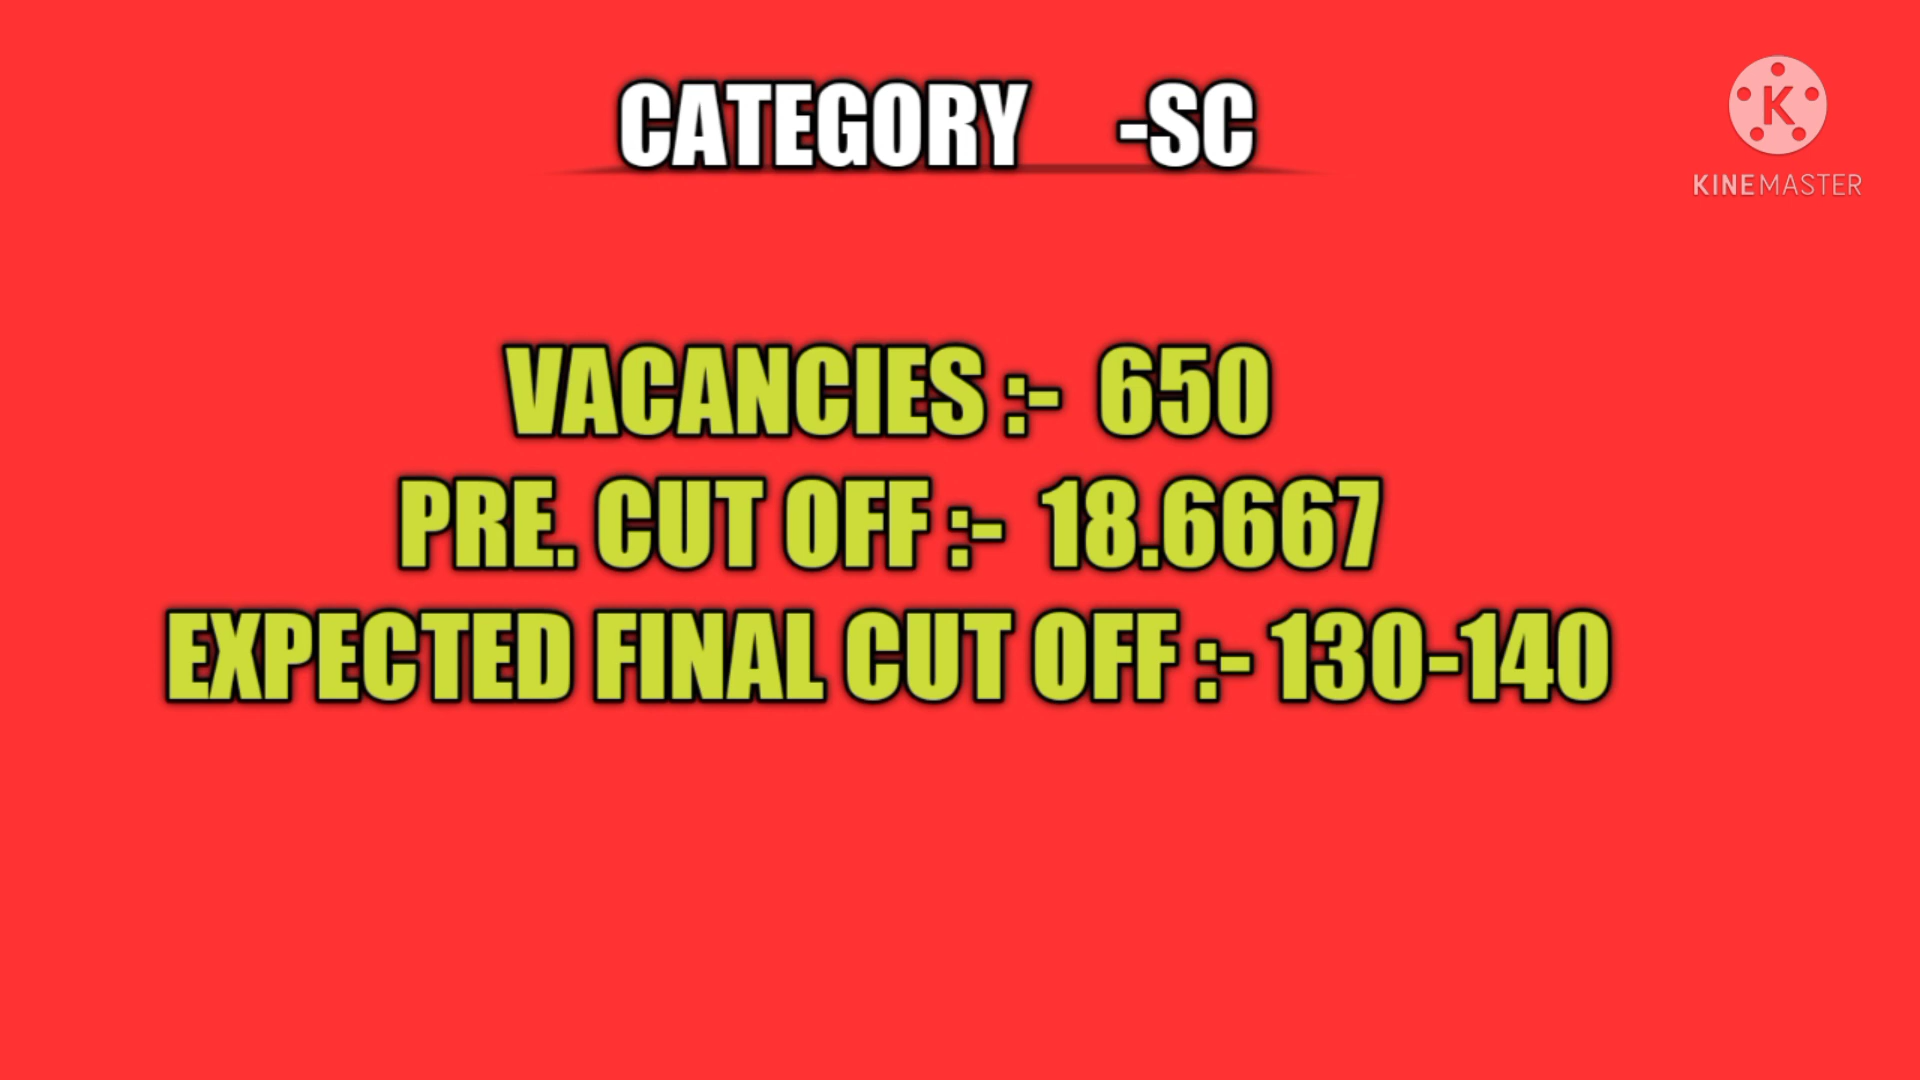 CATEGORY -SC
K
KINEMASTER
VACANCIES :- 650
PRE. CUT OFF :- 18.6667
EXPECTED FINAL CUT OFF :- 130-140